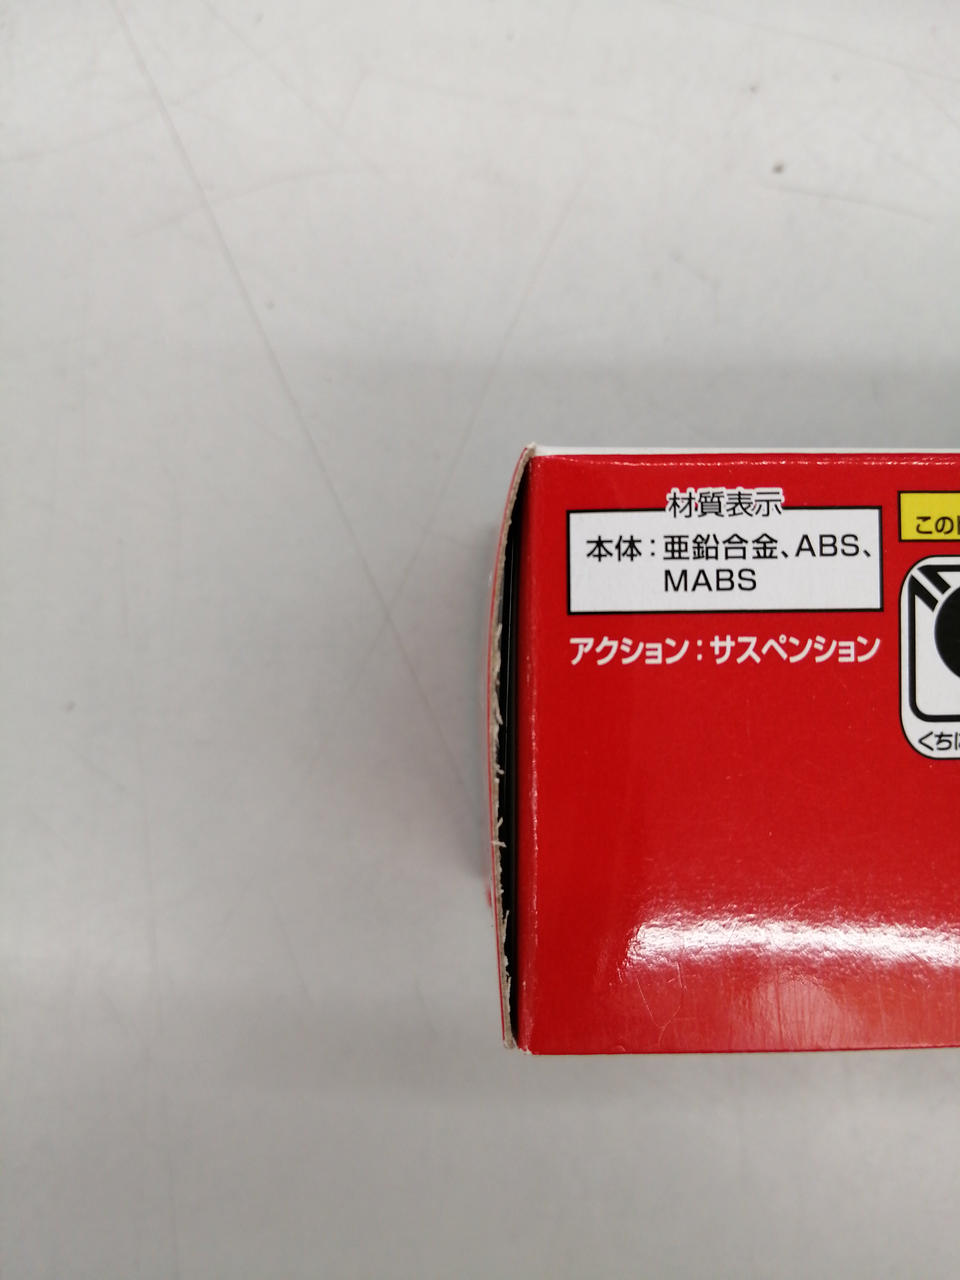 材質表示
本体：亜鉛合金、ABS、
MABS
アクション：サスペンション
この
くちに